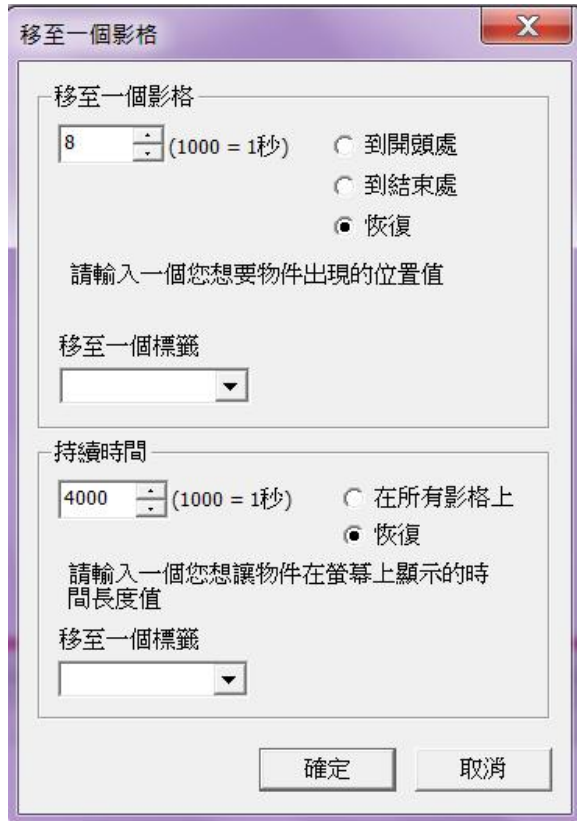 移至一個影格
移至一個影格
8 (1000 = 1秒)
到開頭處
到結束處
恢復
請輸入一個您想要物件出現的位置值
移至一個標籤
持續時間
4000 (1000 = 1秒)
在所有影格上
恢復
請輸入一個您想讓物件在螢幕上顯示的時
間長度值
移至一個標籤
確定
取消